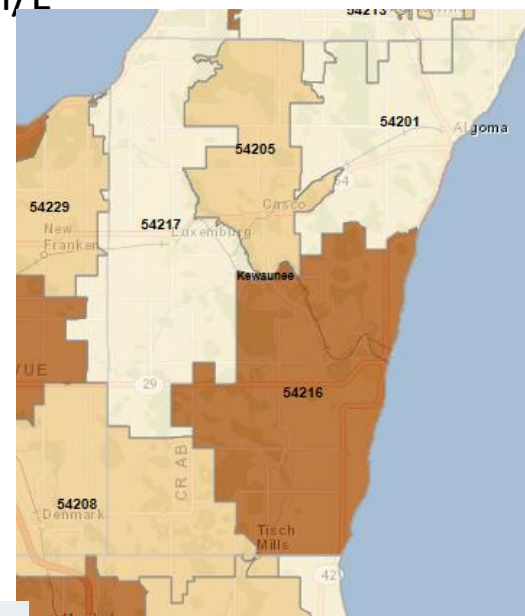 54213
54201
Algoma
54205
54
54229
Casco
54217
Luxemburg
New
Franken
Kewaunee
VUE
29
54216
CR AB
54208
Denmark
Tisch
Mills
42